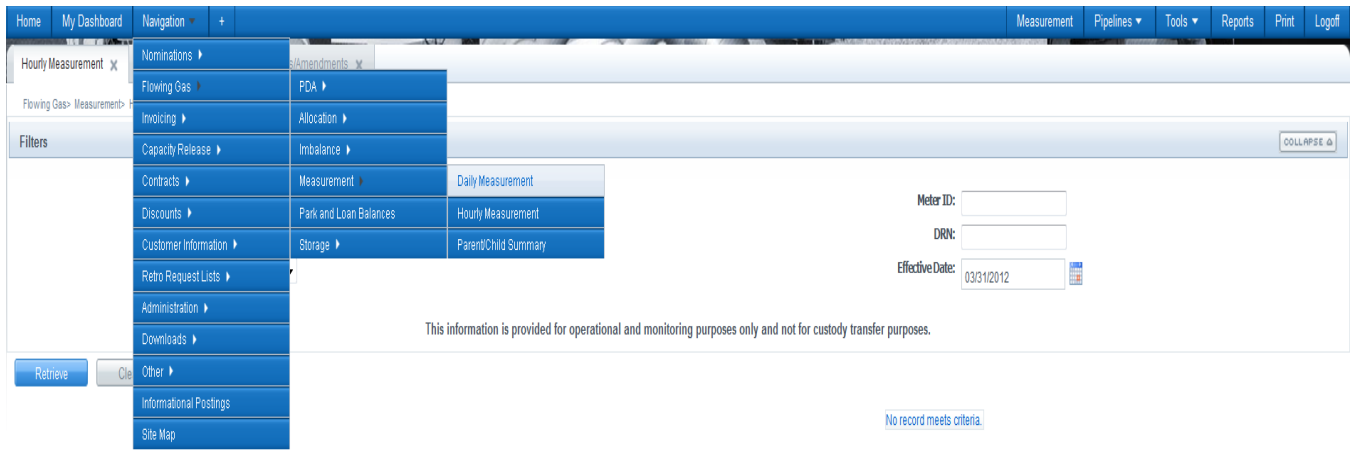 Home My Dashboard Navigation + Measurement Pipelines Tools Reports Print Logoff
Hourly Measurement x s/Amendments x
Nominations
Flowing Gas> Measurement> H
Flowing Gas PDA
Invoicing Allocation
Filters COLLAPSE
Capacity Release Imbalance
Contracts Measurement Daily Measurement
Meter ID:
Discounts Park and Loan Balances Hourly Measurement
DRN:
Customer Information Storage Parent/Child Summary
Effective Date: 03/31/2012
Retro Request Lists
Administration
This information is provided for operational and monitoring purposes only and not for custody transfer purposes.
Downloads
Retrieve Cle
Other
Informational Postings
No record meets criteria.
Site Map